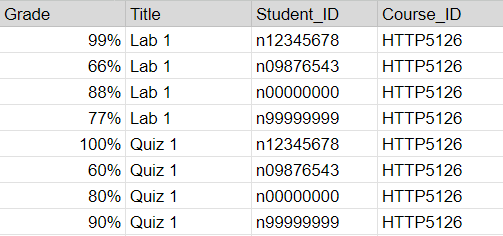 Grade Title Student_ID Course_ID
99% Lab 1 n12345678 HTTP5126
66% Lab 1 n09876543 HTTP5126
88% Lab 1 n00000000 HTTP5126
77% Lab 1 n99999999 HTTP5126
100% Quiz 1 n12345678 HTTP5126
60% Quiz 1 n09876543 HTTP5126
80% Quiz 1 n00000000 HTTP5126
90% Quiz 1 n99999999 HTTP5126